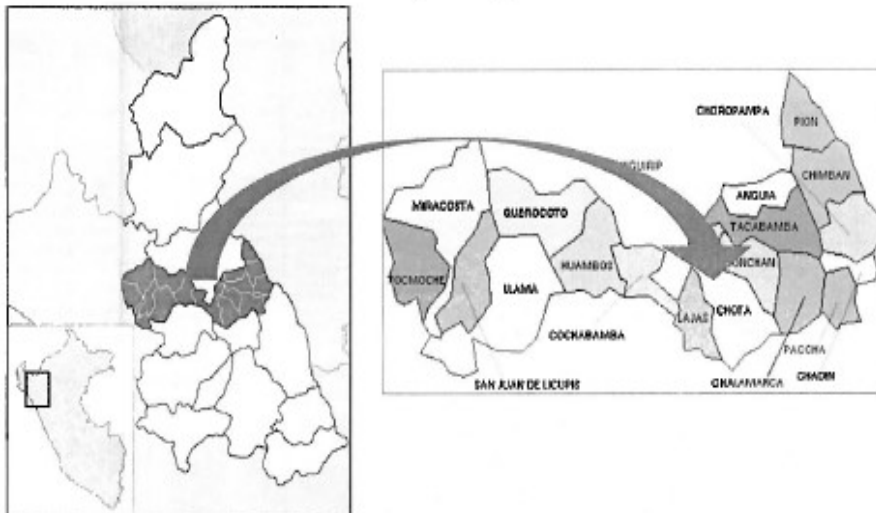 CHOROPAMPA
PION
CHIMBAN
ANGUIA
MIRACOSTA
QUEROCOTO
TACABAMBA
HUAMBOS
TOCMOCHE
LLAMA
CHOTA
LAJAS
COCHABAMBA
PACCHA
CHADIN
CHALAMARCA
SAN JUAN DE LICUPIS